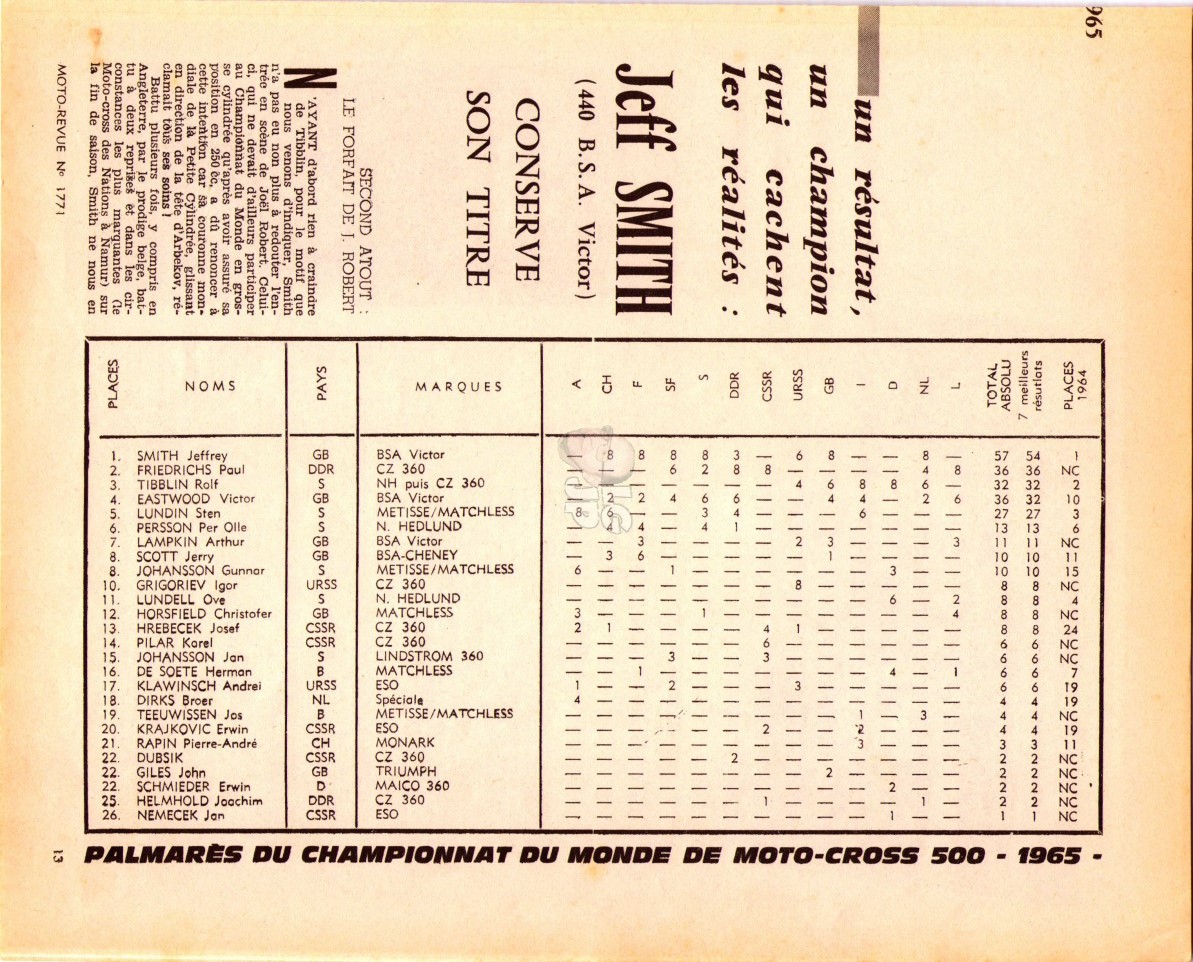 965
un résultat,
un champion
qui cachent
les réalités :
Jeff SMITH
(440 B.S.A. Victor)
CONSERVE
SON TITRE
SECOND ATOUT :
LE FORFAIT DE J. ROBERT
N'AYANT d'abord rien à craindre
de Tibblin, pour le motif que
nous venons d'indiquer, Smith
n'a pas eu non plus à redouter l'en-
trée en scène de Joël Robert. Celui-
ci, qui ne devait d'ailleurs participer
au Championnat du Monde en gros-
se cylindrée qu'après avoir assuré sa
position en 250 cc, a dû renoncer à
cette intention car sa couronne mon-
diale de la Petite Cylindrée, glissant
en direction de la tête d'Arbekov, ré-
clamait tous ses soins !
Battu plusieurs fois, y compris en
Angleterre, par le prodige belge, bat-
tu à deux reprises et dans les cir-
constances les plus marquantes (le
Moto-cross des Nations à Namur) sur
la fin de saison, Smith ne nous en
MOTO-REVUE Nº 1771
PLACES NOMS PAYS MARQUES A CH F SF S DDR CSSR URSS GB I D NL L TOTAL ABSOLU 7 meilleurs résultats PLACES 1964
1. SMITH Jeffrey GB BSA Victor — 8 8 8 8 3 — 6 8 — — 8 — 57 54 1
2. FRIEDRICHS Paul DDR CZ 360 — — — 6 2 8 8 — — — — 4 8 36 36 NC
3. TIBBLIN Rolf S NH puis CZ 360 — — — — — — — 4 6 8 8 6 — 32 32 2
4. EASTWOOD Victor GB BSA Victor — 2 2 4 6 6 — — 4 4 — 2 6 36 32 10
5. LUNDIN Sten S METISSE/MATCHLESS 8 6 — — 3 4 — — — 6 — — — 27 27 3
6. PERSSON Per Olle S N. HEDLUND — 4 4 — 4 1 — — — — — — — 13 13 6
7. LAMPKIN Arthur GB BSA Victor — — 3 — — — — 2 3 — — — 3 11 11 NC
8. SCOTT Jerry GB BSA-CHENEY — 3 6 — — — — — 1 — — — — 10 10 11
8. JOHANSSON Gunnar S METISSE/MATCHLESS 6 — — 1 — — — — — — 3 — — 10 10 15
10. GRIGORIEV Igor URSS CZ 360 — — — — — — — 8 — — — — — 8 8 NC
11. LUNDELL Ove S N. HEDLUND — — — — — — — — — — 6 — 2 8 8 4
12. HORSFIELD Christofer GB MATCHLESS 3 — — — 1 — — — — — — — 4 8 8 NC
13. HREBECEK Josef CSSR CZ 360 2 1 — — — — 4 1 — — — — — 8 8 24
14. PILAR Karel CSSR CZ 360 — — — — — — 6 — — — — — — 6 6 NC
15. JOHANSSON Jan S LINDSTROM 360 — — — 3 — — 3 — — — — — — 6 6 NC
16. DE SOETE Herman B MATCHLESS — — 1 — — — — — — — 4 — 1 6 6 7
17. KLAWINSCH Andrei URSS ESO 1 — — 2 — — — 3 — — — — — 6 6 19
18. DIRKS Broer NL Spéciale 4 — — — — — — — — — — — — 4 4 19
19. TEEUWISSEN Jos B METISSE/MATCHLESS — — — — — — — — — 1 — 3 — 4 4 NC
20. KRAJKOVIC Erwin CSSR ESO — — — — — — 2 — — 2 — — — 4 4 19
21. RAPIN Pierre-André CH MONARK — — — — — — — — — 3 — — — 3 3 11
22. DUBSIK CSSR CZ 360 — — — — — 2 — — — — — — — 2 2 NC
22. GILES John GB TRIUMPH — — — — — — — — 2 — — — — 2 2 NC
22. SCHMIEDER Erwin D MAICO 360 — — — — — — — — — — 2 — — 2 2 NC
25. HELMHOLD Joachim DDR CZ 360 — — — — — — 1 — — — — 1 — 2 2 NC
26. NEMECEK Jan CSSR ESO — — — — — — — — — — 1 — — 1 1 NC
PALMARÈS DU CHAMPIONNAT DU MONDE DE MOTO-CROSS 500 - 1965 -
13